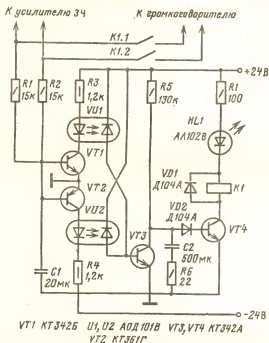 К усилителю ЗЧ
К громкоговорителю
К1.1
К1.2
+24В
R1
15к
R2
15к
R3
1,2к
R5
130к
R1
100
VU1
HL1
АЛ102В
VT1
VD1
Д104А
К1
VT2
VU2
VD2
Д104А
VT3
VT4
C2
500мк
C1
20мк
R4
1,2к
R6
22
-24В
VT1 КТ342Б U1, U2 АОД101В VT3, VT4 КТ342А
VT2 КТ361Г